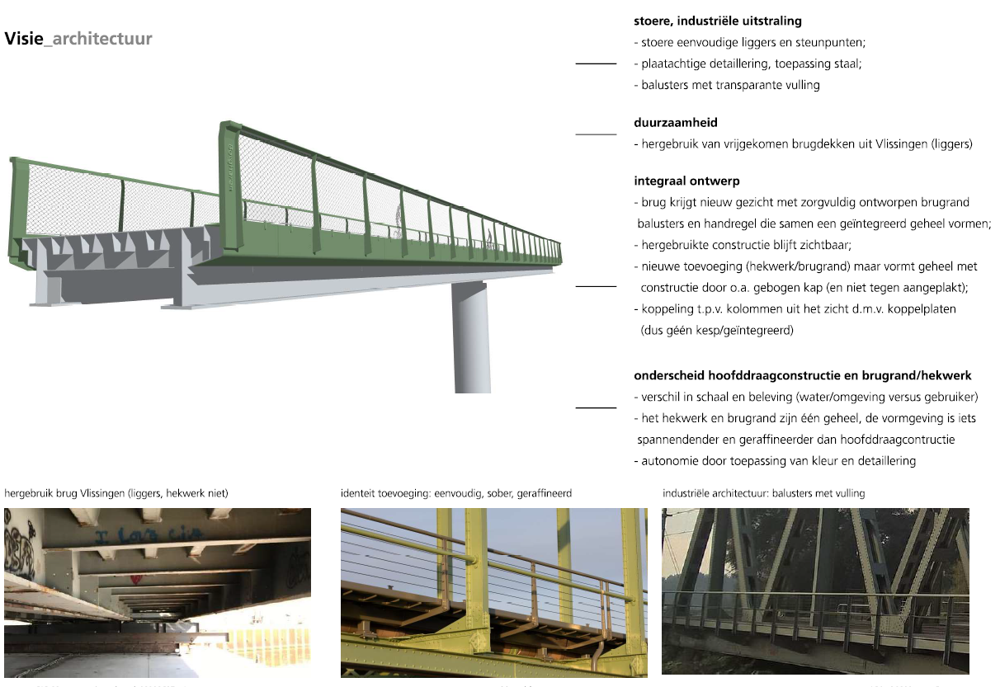 Visie_architectuur
stoere, industriële uitstraling
- stoere eenvoudige liggers en steunpunten;
- plaatachtige detaillering, toepassing staal;
- balusters met transparante vulling
duurzaamheid
- hergebruik van vrijgekomen brugdekken uit Vlissingen (liggers)
integraal ontwerp
- brug krijgt nieuw gezicht met zorgvuldig ontworpen brugrand
balusters en handregel die samen een geïntegreerd geheel vormen;
- hergebruikte constructie blijft zichtbaar;
- nieuwe toevoeging (hekwerk/brugrand) maar vormt geheel met
constructie door o.a. gebogen kap (en niet tegen aangeplakt);
- koppeling t.p.v. kolommen uit het zicht d.m.v. koppelplaten
(dus géén kesp/geïntegreerd)
onderscheid hoofddraagconstructie en brugrand/hekwerk
- verschil in schaal en beleving (water/omgeving versus gebruiker)
- het hekwerk en brugrand zijn één geheel, de vormgeving is iets
spannendender en geraffineerder dan hoofddraagcontructie
- autonomie door toepassing van kleur en detaillering
hergebruik brug Vlissingen (liggers, hekwerk niet)
identeit toevoeging: eenvoudig, sober, geraffineerd
industriële architectuur: balusters met vulling